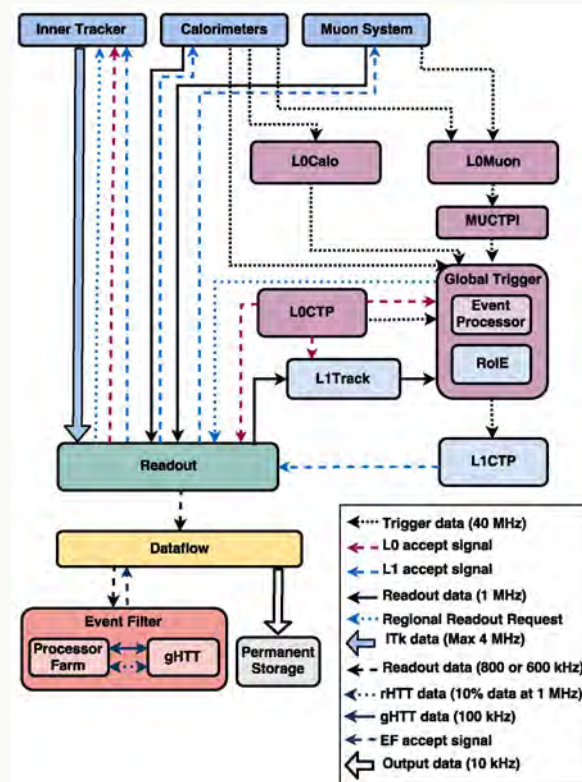 Inner Tracker
Calorimeters
Muon System
L0Calo
L0Muon
MUCTPI
Global Trigger
Event
Processor
RoIE
L0CTP
L1Track
L1CTP
Readout
Dataflow
Event Filter
Processor
Farm
gHTT
Permanent
Storage
Trigger data (40 MHz)
L0 accept signal
L1 accept signal
Readout data (1 MHz)
Regional Readout Request
ITk data (Max 4 MHz)
Readout data (800 or 600 kHz)
rHTT data (10% data at 1 MHz)
gHTT data (100 kHz)
EF accept signal
Output data (10 kHz)